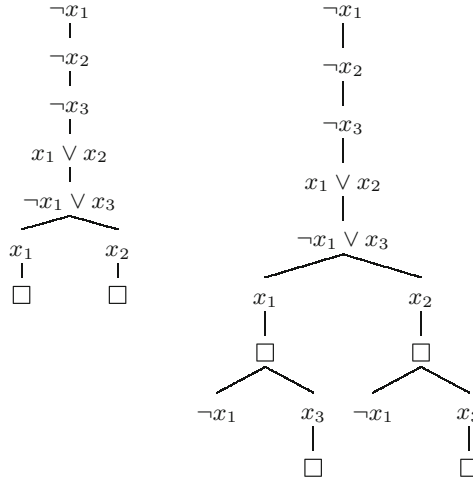 ¬x₁
¬x₂
¬x₃
x₁ ∨ x₂
¬x₁ ∨ x₃
x₁ x₂
□ □
¬x₁
¬x₂
¬x₃
x₁ ∨ x₂
¬x₁ ∨ x₃
x₁ x₂
□ □
¬x₁ x₃ ¬x₁ x₃
□ □